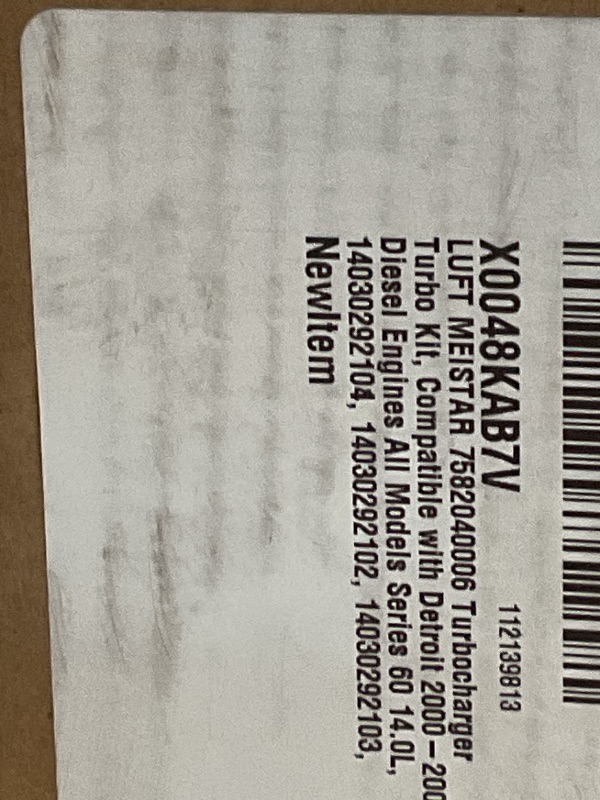 X0048KAB7V 112139813
LUFT MEISTAR 7582040006 Turbocharger
Turbo Kit, Compatible with Detroit 2000-200
Diesel Engines All Models Series 60 14.0L,
14030292104, 14030292102, 14030292103,
NewItem